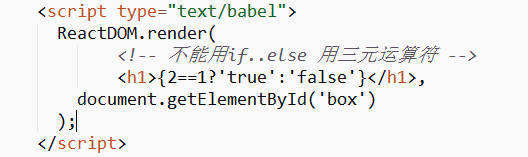 <script type="text/babel">
ReactDOM.render(
<!-- 不能用if..else 用三元运算符 -->
<h1>{2==1?'true':'false'}</h1>,
document.getElementById('box')
);
</script>